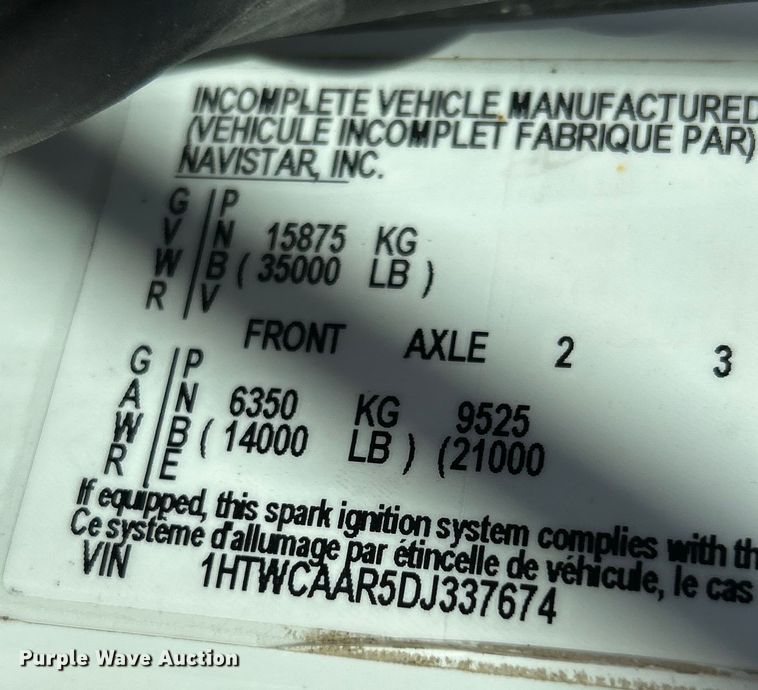 INCOMPLETE VEHICLE MANUFACTURED
(VEHICULE INCOMPLET FABRIQUE PAR)
NAVISTAR, INC.
G / P
V / N 15875 KG
W / B ( 35000 LB )
R / V
FRONT AXLE 2 3
G / P
A / N 6350 KG 9525
W / B ( 14000 LB ) (21000
R / E
If equipped, this spark ignition system complies with
Ce systeme d'allumage par étincelle de véhicule, le cas
VIN 1HTWCAAR5DJ337674
Purple Wave Auction